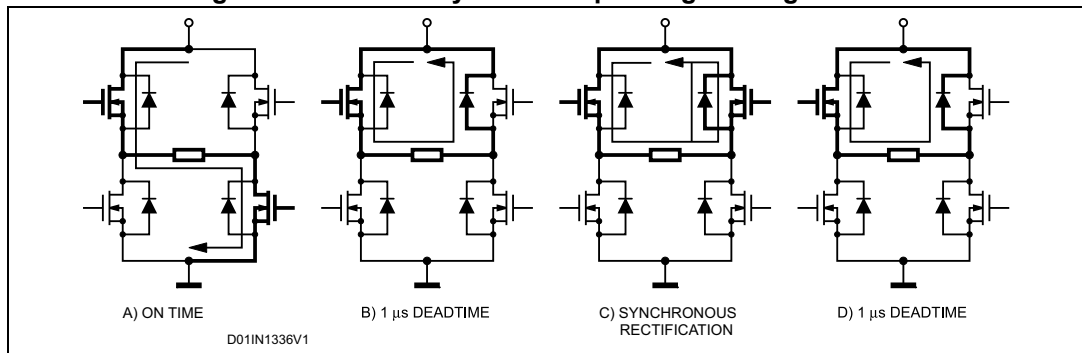 A) ON TIME
B) 1 μs DEADTIME
C) SYNCHRONOUS
RECTIFICATION
D) 1 μs DEADTIME
D01IN1336V1